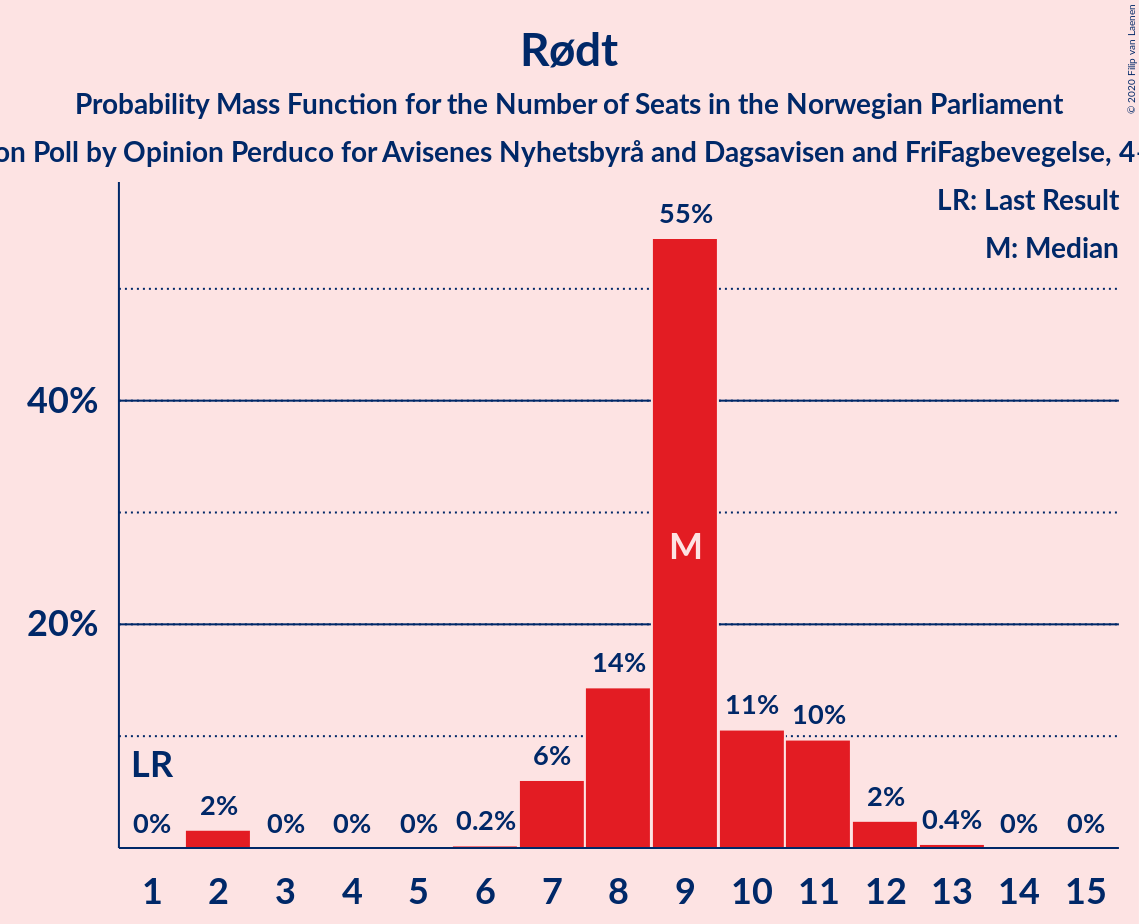 Rødt
Probability Mass Function for the Number of Seats in the Norwegian Parliament
on Poll by Opinion Perduco for Avisenes Nyhetsbyrå and Dagsavisen and FriFagbevegelse, 4-
© 2020 Filip van Laenen
LR: Last Result
M: Median
55%
40%
M
20%
14%
11%
10%
6%
LR
2%
2%
0%
0%
0%
0%
0.2%
0.4%
0%
0%
1 2 3 4 5 6 7 8 9 10 11 12 13 14 15